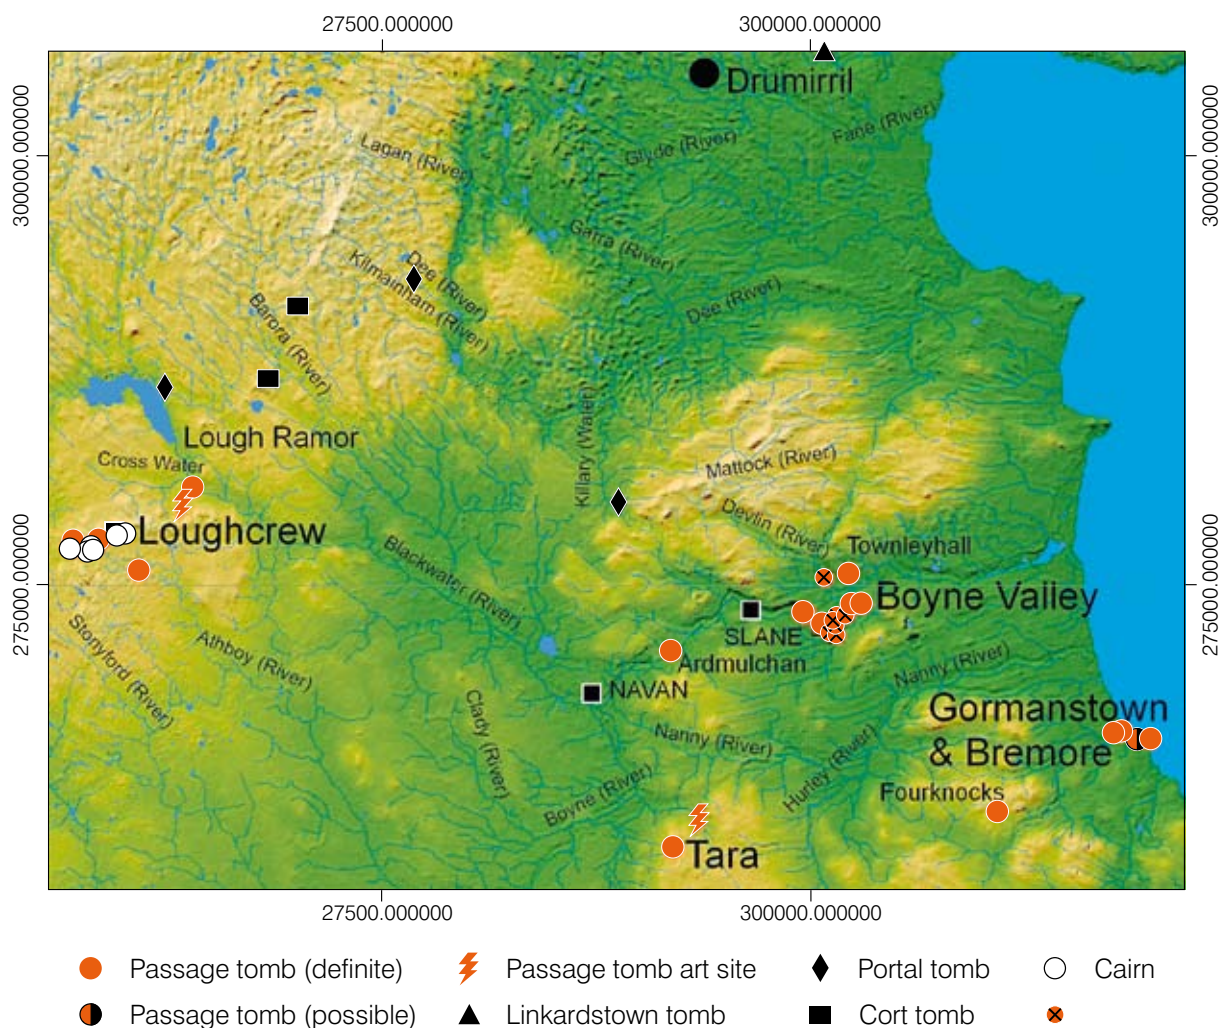 27500.000000 300000.000000
Drumirril
Fane (River)
Glyde (River)
Lagan (River)
300000.000000 300000.000000
Garra (River)
Dee (River)
Kilmainham (River)
Dee (River)
Barora (River)
Killary (Water)
Lough Ramor
Cross Water
Mattock (River)
Devlin (River)
Loughcrew
Townleyhall
Blackwater (River)
275000.000000 275000.000000
Boyne Valley
SLANE
Ardmulchan
Stonyford (River)
Athboy (River)
Nanny (River)
NAVAN
Clady (River)
Gormanstown
& Bremore
Nanny (River)
Hurley (River)
Boyne (River)
Fourknocks
Tara
27500.000000 300000.000000
Passage tomb (definite) Passage tomb art site Portal tomb Cairn
Passage tomb (possible) Linkardstown tomb Cort tomb